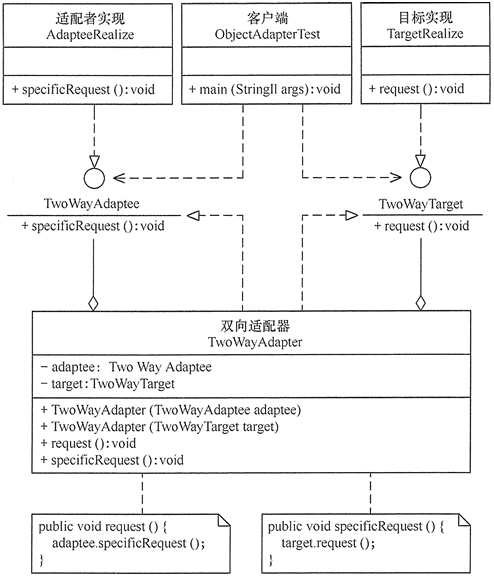 适配者实现
AdapteeRealize
+ specificRequest ( ): void
客户端
ObjectAdapterTest
+ main (Stringll args): void
目标实现
TargetRealize
+ request ( ): void
TwoWayAdaptee
+ specificRequest ( ): void
TwoWayTarget
+ request ( ): void
双向适配器
TwoWayAdapter
− adaptee: Two Way Adaptee
− target:TwoWayTarget
+ TwoWayAdapter (TwoWayAdaptee adaptee)
+ TwoWayAdapter (TwoWayTarget target)
+ request ( ): void
+ specificRequest ( ): void
public void request ( ) {
adaptee.specificRequest ( );
}
public void specificRequest ( ) {
target.request ( );
}